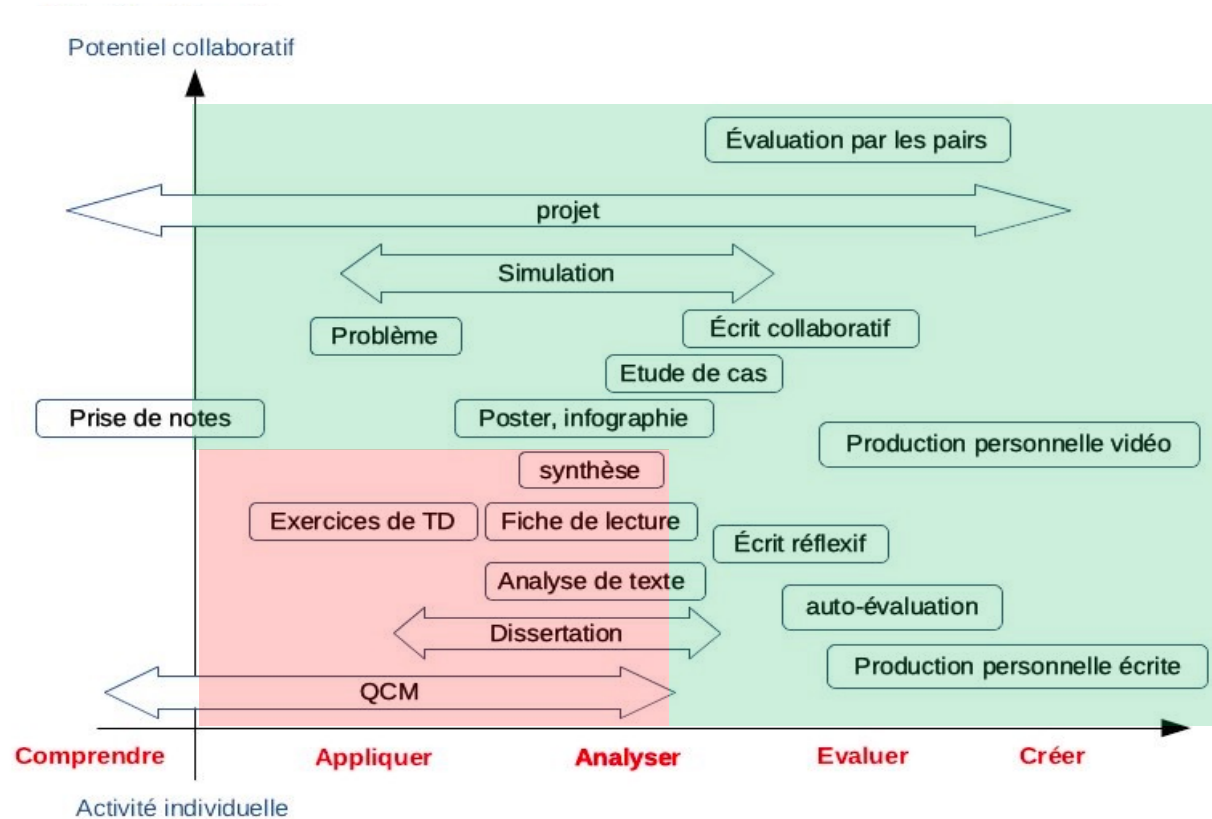 Potentiel collaboratif
Évaluation par les pairs
projet
Simulation
Problème
Écrit collaboratif
Etude de cas
Prise de notes
Poster, infographie
Production personnelle vidéo
synthèse
Exercices de TD
Fiche de lecture
Écrit réflexif
Analyse de texte
auto-évaluation
Dissertation
Production personnelle écrite
QCM
Comprendre
Appliquer
Analyser
Evaluer
Créer
Activité individuelle